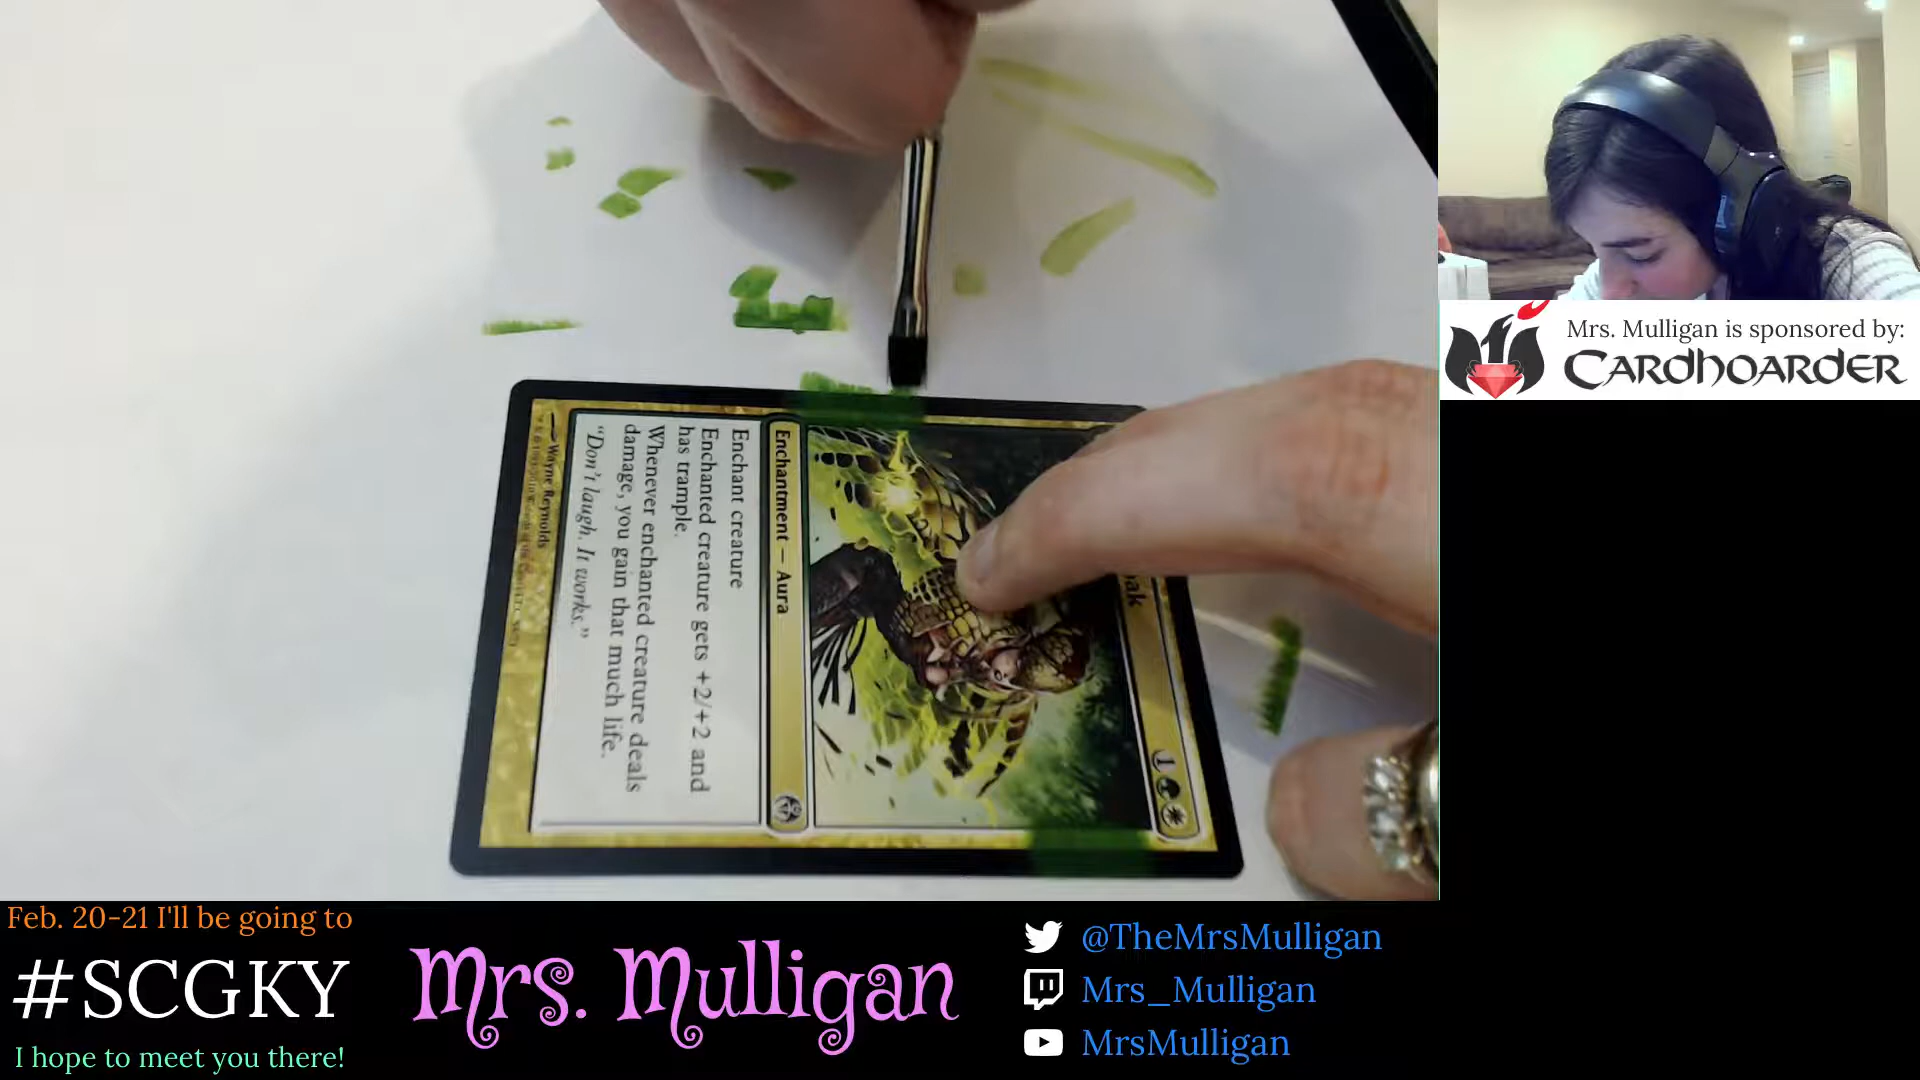 Enchantment — Aura
Enchant creature
Enchanted creature gets +2/+2 and
has trample.
Whenever enchanted creature deals
damage, you gain that much life.
"Don't laugh. It works."
Wayne Reynolds
1
Mrs. Mulligan is sponsored by:
CARDHOARDER
Feb. 20-21 I'll be going to
#SCGKY
I hope to meet you there!
Mrs. Mulligan
@TheMrsMulligan
Mrs_Mulligan
MrsMulligan